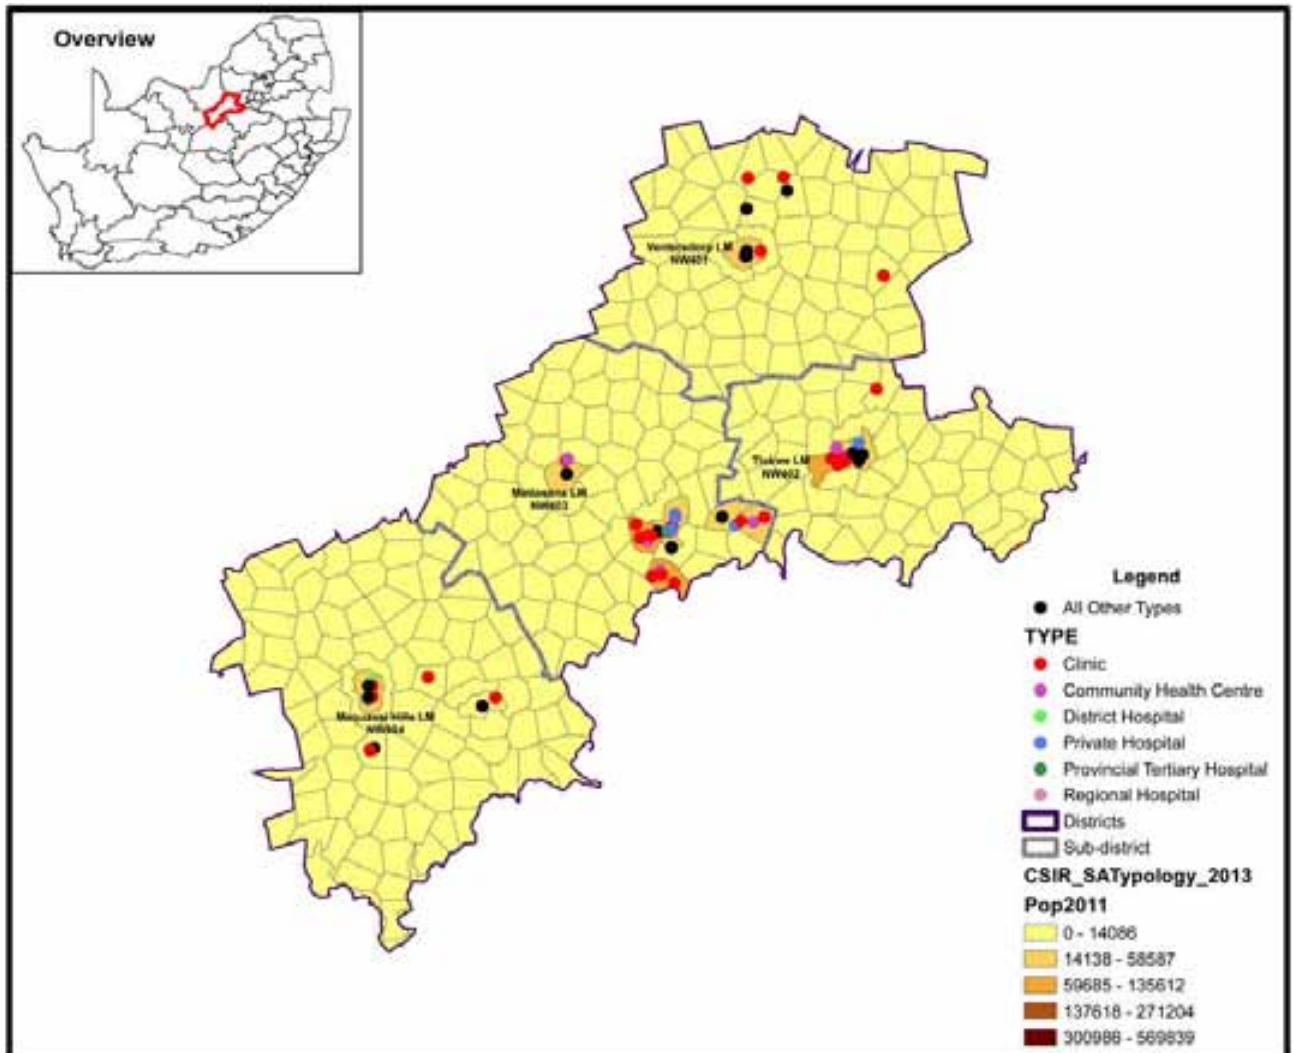 Overview
Ventersdorp LM
NW401
Tlokwe LM
NW402
Matlosana LM
NW403
Maquassi Hills LM
NW404
Legend
All Other Types
TYPE
Clinic
Community Health Centre
District Hospital
Private Hospital
Provincial Tertiary Hospital
Regional Hospital
Districts
Sub-district
CSIR_SATypology_2013
Pop2011
0 - 14086
14138 - 58587
59685 - 135612
137618 - 271204
300986 - 569839